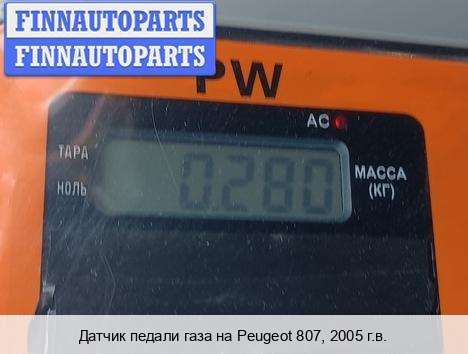 FINNAUTOPARTS
FINNAUTOPARTS
PW
AC
ТАРА
НОЛЬ
0.280
МАССА
(КГ)
Датчик педали газа на Peugeot 807, 2005 г.в.